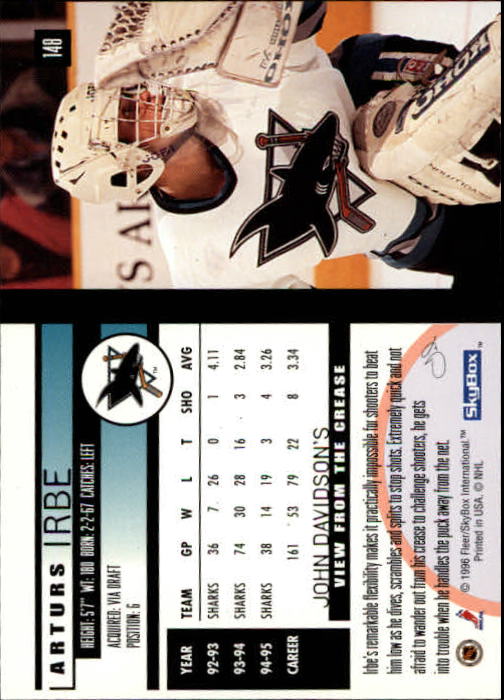 148
KOHO
KOHO
ARTURS IRBE
HEIGHT: 5'7" WT: 180 BORN: 2-2-67 CATCHES: LEFT
ACQUIRED: VIA DRAFT
POSITION: G
YEAR TEAM GP W L T SHO AVG
92-93 SHARKS 36 7 26 0 1 4.11
93-94 SHARKS 74 30 28 16 3 2.84
94-95 SHARKS 38 14 19 3 4 3.26
CAREER 161 53 79 22 8 3.34
JOHN DAVIDSON'S
VIEW FROM THE CREASE
Irbe's remarkable flexibility makes it practically impossible for shooters to beat
him low as he dives, scrambles and splits to stop shots. Extremely quick and not
afraid to wander out from his crease to challenge shooters, he gets
into trouble when he handles the puck away from the net.
© 1996 Fleer/SkyBox International™
© NHL
SkyBox™